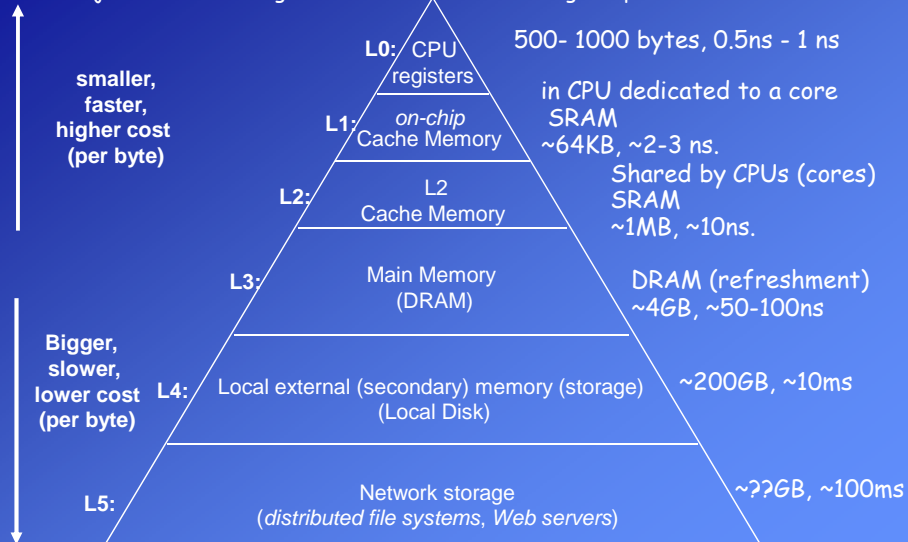 L0: CPU
registers
500- 1000 bytes, 0.5ns - 1 ns
smaller,
faster,
higher cost
(per byte)
L1: on-chip
Cache Memory
in CPU dedicated to a core
SRAM
~64KB, ~2-3 ns.
L2: L2
Cache Memory
Shared by CPUs (cores)
SRAM
~1MB, ~10ns.
L3: Main Memory
(DRAM)
DRAM (refreshment)
~4GB, ~50-100ns
Bigger,
slower,
lower cost
(per byte)
L4: Local external (secondary) memory (storage)
(Local Disk)
~200GB, ~10ms
L5: Network storage
(distributed file systems, Web servers)
~??GB, ~100ms